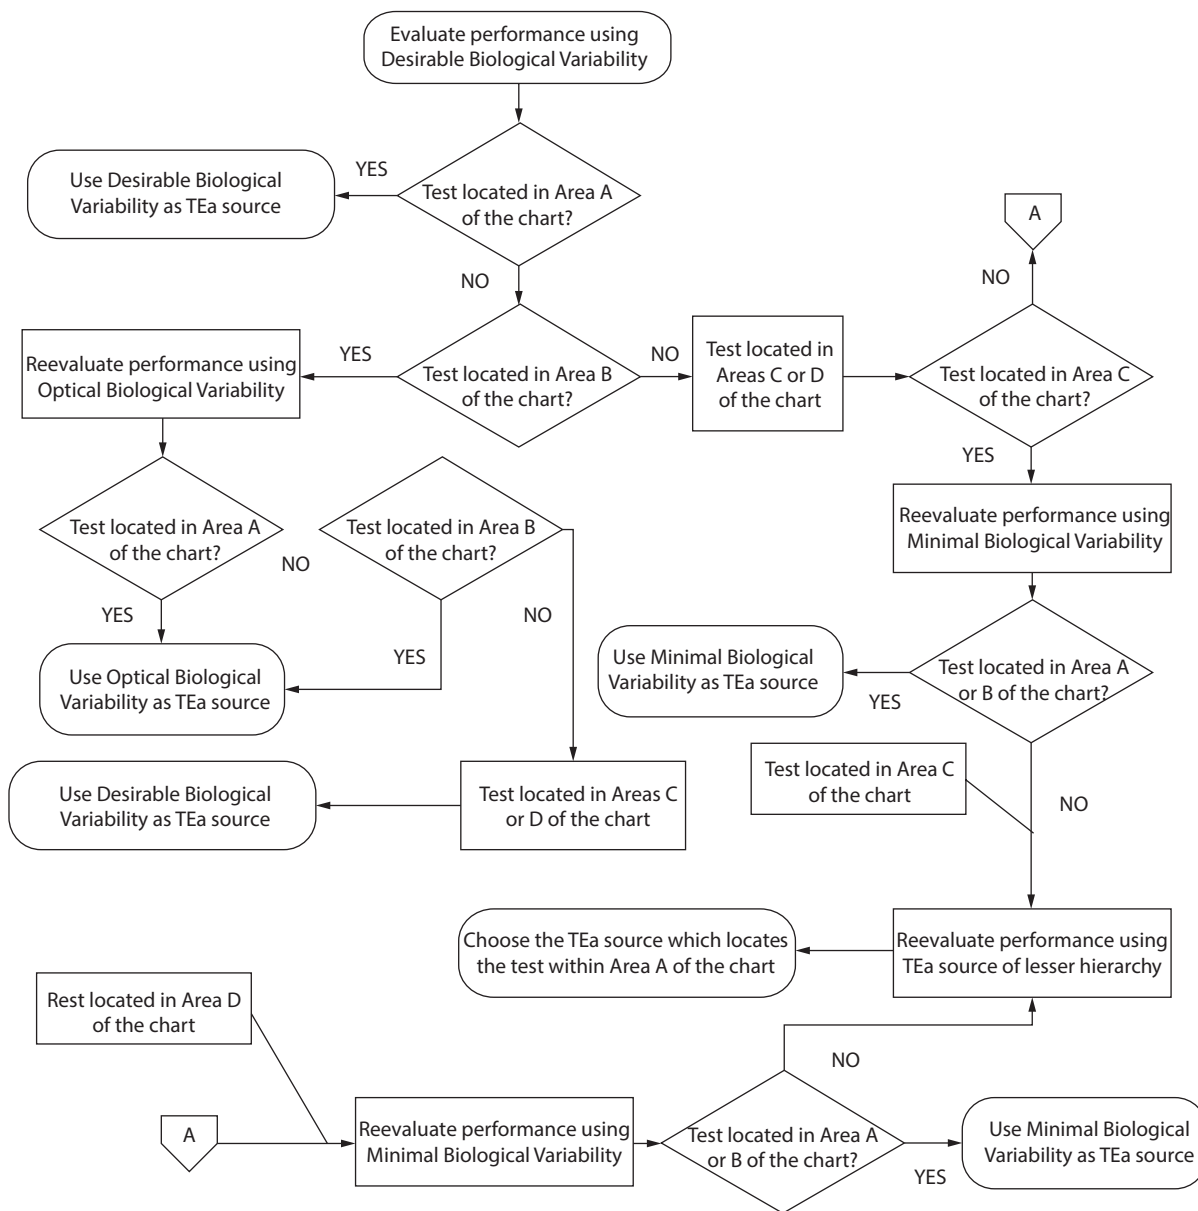 Evaluate performance using
Desirable Biological Variability
YES
Use Desirable Biological
Variability as TEa source
Test located in Area A
of the chart?
A
NO
NO
Reevaluate performance using
Optical Biological Variability
YES
Test located in Area B
of the chart?
NO
Test located in
Areas C or D
of the chart
Test located in Area C
of the chart?
YES
Test located in Area A
of the chart?
NO
Test located in Area B
of the chart?
Reevaluate performance using
Minimal Biological Variability
YES
NO
YES
Use Optical Biological
Variability as TEa source
Use Minimal Biological
Variability as TEa source
YES
Test located in Area A
or B of the chart?
Use Desirable Biological
Variability as TEa source
Test located in Areas C
or D of the chart
Test located in Area C
of the chart
NO
Choose the TEa source which locates
the test within Area A of the chart
Reevaluate performance using
TEa source of lesser hierarchy
Rest located in Area D
of the chart
NO
A
Reevaluate performance using
Minimal Biological Variability
Test located in Area A
or B of the chart?
YES
Use Minimal Biological
Variability as TEa source